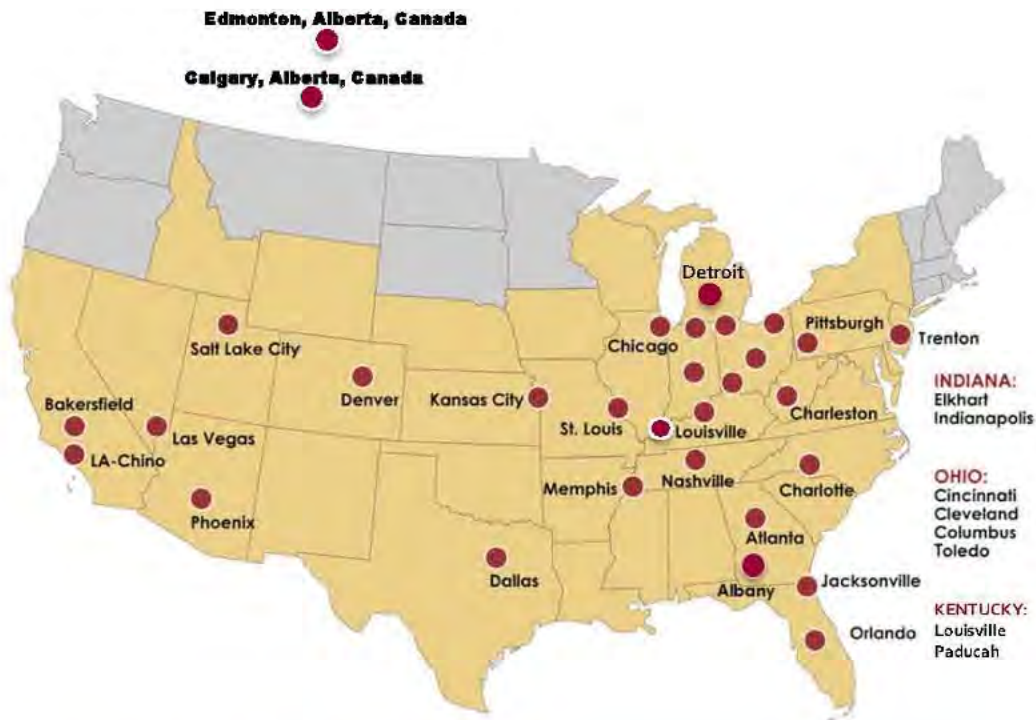 Edmonton, Alberta, Canada
Calgary, Alberta, Canada
Detroit
Chicago
Pittsburgh
Trenton
Salt Lake City
Denver
Kansas City
St. Louis
Louisville
Charleston
INDIANA:
Elkhart
Indianapolis
Bakersfield
Las Vegas
LA-Chino
Phoenix
Memphis
Nashville
Charlotte
OHIO:
Cincinnati
Cleveland
Columbus
Toledo
Atlanta
Dallas
Albany
Jacksonville
Orlando
KENTUCKY:
Louisville
Paducah